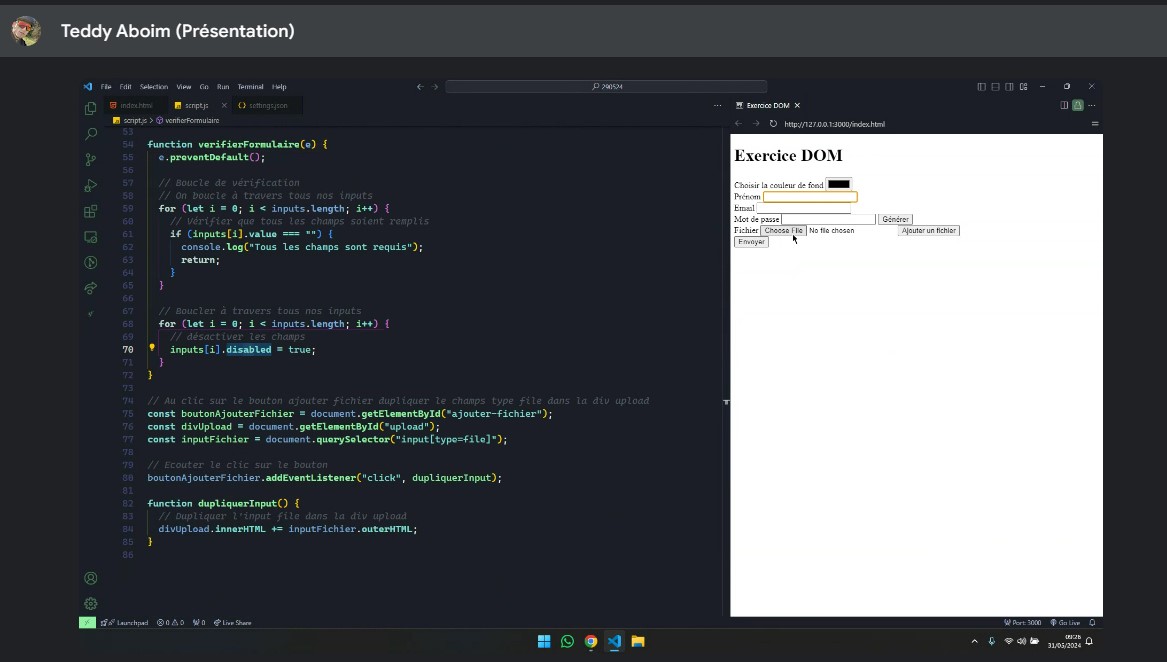 Teddy Aboim (Présentation)
File Edit Selection View Go Run Terminal Help
290524
index.html script.js settings.json
script.js > verifierFormulaire
53
54 function verifierFormulaire(e) {
55 e.preventDefault();
56
57 // Boucle de vérification
58 // On boucle à travers tous nos inputs
59 for (let i = 0; i < inputs.length; i++) {
60 // Vérifier que tous les champs soient remplis
61 if (inputs[i].value === "") {
62 console.log("Tous les champs sont requis");
63 return;
64 }
65 }
66
67 // Boucler à travers tous nos inputs
68 for (let i = 0; i < inputs.length; i++) {
69 // désactiver les champs
70 inputs[i].disabled = true;
71 }
72 }
73
74 // Au clic sur le bouton ajouter fichier dupliquer le champs type file dans la div upload
75 const boutonAjouterFichier = document.getElementById("ajouter-fichier");
76 const divUpload = document.getElementById("upload");
77 const inputFichier = document.querySelector("input[type=file]");
78
79 // Ecouter le clic sur le bouton
80 boutonAjouterFichier.addEventListener("click", dupliquerInput);
81
82 function dupliquerInput() {
83 // Dupliquer l'input file dans la div upload
84 divUpload.innerHTML += inputFichier.outerHTML;
85 }
86
Exercice DOM
http://127.0.0.1:3000/index.html
Exercice DOM
Choisir la couleur de fond
Prénom
Email
Mot de passe Générer
Fichier Choose File No file chosen Ajouter un fichier
Envoyer
Launchpad 0 0 0 Live Share
Port: 3000 Go Live
09:26
31/05/2024